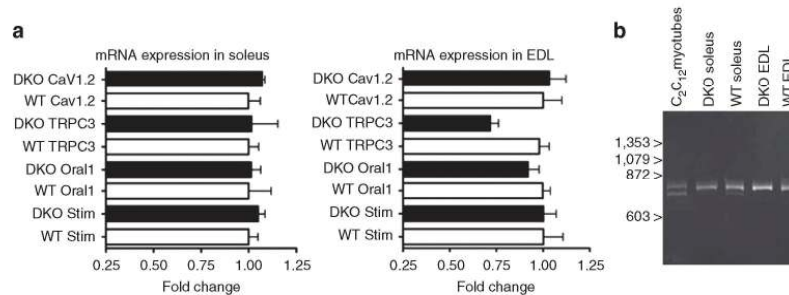 a
mRNA expression in soleus
DKO CaV1.2
WT Cav1.2
DKO TRPC3
WT TRPC3
DKO Oral1
WT Oral1
DKO Stim
WT Stim
0.25 0.50 0.75 1.00 1.25
Fold change
mRNA expression in EDL
DKO Cav1.2
WTCav1.2
DKO TRPC3
WT TRPC3
DKO Oral1
WT Oral1
DKO Stim
WT Stim
0.25 0.50 0.75 1.00 1.25
Fold change
b
C2C12myotubes
DKO soleus
WT soleus
DKO EDL
WT EDL
1,353 >
1,079 >
872 >
603 >